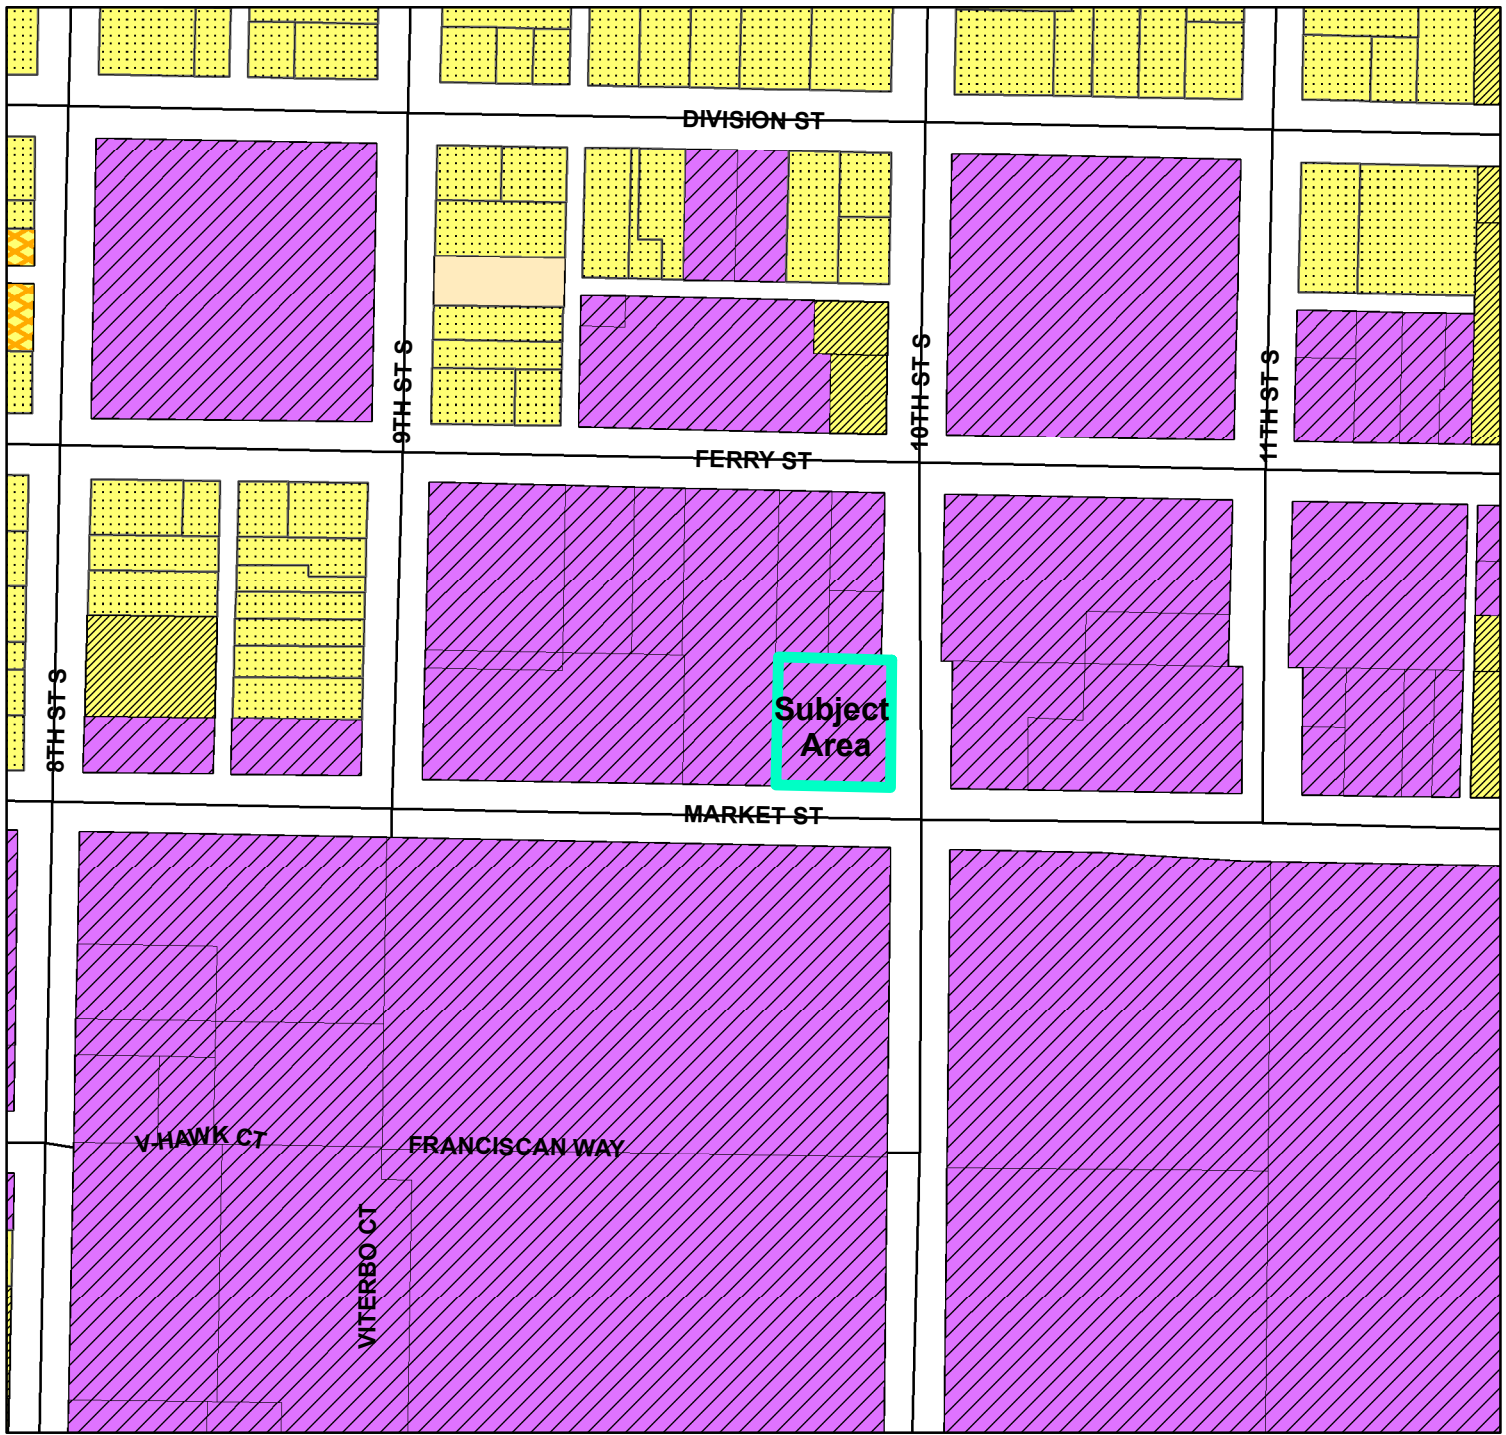 DIVISION ST
9TH ST S
10TH ST S
11TH ST S
FERRY ST
8TH ST S
Subject
Area
MARKET ST
V-HAWK CT
FRANCISCAN WAY
VITERBO CT